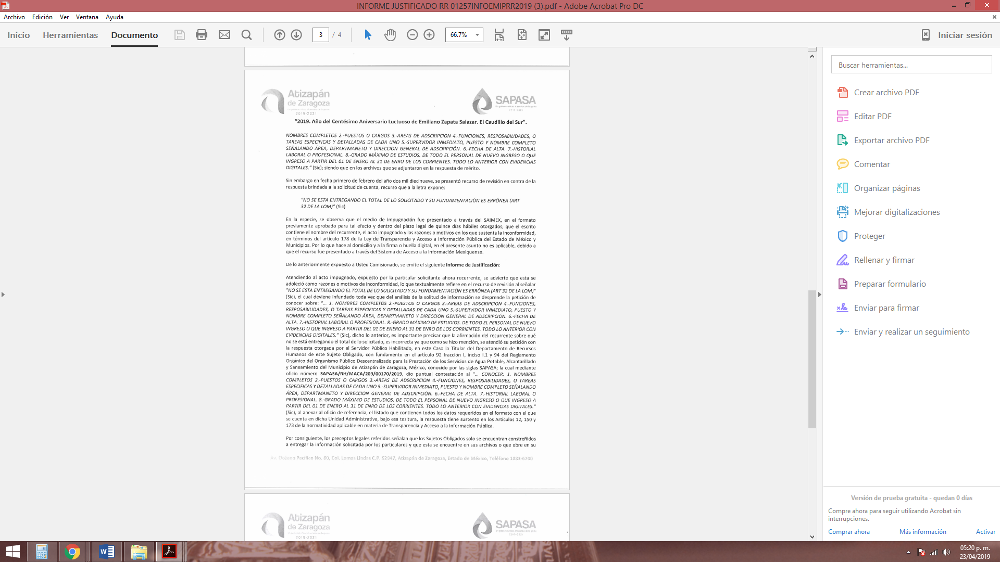 INFORME JUSTIFICADO RR 01257INFOEMIPRR2019 (3).pdf - Adobe Acrobat Pro DC
Archivo Edición Ver Ventana Ayuda
Inicio Herramientas Documento 3 / 4 66.7% Iniciar sesión
Atizapán
de Zaragoza
2019-2021
SAPASA
2019-2021
"2019. Año del Centésimo Aniversario Luctuoso de Emiliano Zapata Salazar. El Caudillo del Sur".
NOMBRES COMPLETOS 2.-PUESTOS O CARGOS 3.-AREAS DE ADSCRIPCION 4.-FUNCIONES, RESPOSABILIDADES, O
TAREAS ESPECIFICAS Y DETALLADAS DE CADA UNO 5.-SUPERVIDOR INMEDIATO, PUESTO Y NOMBRE COMPLETO
SEÑALANDO ÁREA, DEPARTMANETO Y DIRECCION GENERAL DE ADSCRIPCIÓN. 6.-FECHA DE ALTA. 7.-HISTORIAL
LABORAL O PROFESIONAL. 8.-GRADO MÁXIMO DE ESTUDIOS. DE TODO EL PERSONAL DE NUEVO INGRESO O QUE
INGRESO A PARTIR DEL 01 DE ENERO AL 31 DE ENRO DE LOS CORRIENTES. TODO LO ANTERIOR CON EVIDENCIAS
DIGITALES." (Sic); siendo que en los archivos que se adjuntaron en la respuesta de mérito.
Sin embargo en fecha primero de febrero del año dos mil diecinueve, se presentó recurso de revisión en contra de la
respuesta brindada a la solicitud de cuenta, recurso que a la letra expone:
"NO SE ESTA ENTREGANDO EL TOTAL DE LO SOLICITADO Y SU FUNDAMENTACIÓN ES ERRÓNEA (ART
32 DE LA LOM)" (Sic)
En la especie, se observa que el medio de impugnación fue presentado a través del SAIMEX, en el formato
previamente aprobado para tal efecto y dentro del plazo legal de quince días hábiles otorgados; que el escrito
contiene el nombre del recurrente, el acto impugnado y las razones o motivos en los que sustenta la inconformidad,
en términos del artículo 178 de la Ley de Transparencia y Acceso a Información Pública del Estado de México y
Municipios. Por lo que hace al domicilio y a la firma o huella digital, en el presente asunto no es aplicable, debido a
que el recurso fue presentado a través del Sistema de Acceso a la Información Mexiquense.
De lo anteriormente expuesto a Usted Comisionado, se emite el siguiente Informe de Justificación:
Atendiendo al acto impugnado, expuesto por la particular solicitante ahora recurrente, se advierte que esta se
adoleció como razones o motivos de inconformidad, lo que textualmente refiere en el recurso de revisión al señalar
"NO SE ESTA ENTREGANDO EL TOTAL DE LO SOLICITADO Y SU FUNDAMENTACIÓN ES ERRÓNEA (ART 32 DE LA LOM)"
(Sic), el cual deviene infundado toda vez que del análisis de la solitud de información se desprende la petición de
conocer sobre: "... 1. NOMBRES COMPLETOS 2.-PUESTOS O CARGOS 3.-AREAS DE ADSCRIPCION 4.-FUNCIONES,
RESPOSABILIDADES, O TAREAS ESPECIFICAS Y DETALLADAS DE CADA UNO 5.-SUPERVIDOR INMEDIATO, PUESTO Y
NOMBRE COMPLETO SEÑALANDO ÁREA, DEPARTMANETO Y DIRECCION GENERAL DE ADSCRIPCIÓN. 6.-FECHA DE
ALTA. 7.-HISTORIAL LABORAL O PROFESIONAL. 8.-GRADO MÁXIMO DE ESTUDIOS. DE TODO EL PERSONAL DE NUEVO
INGRESO O QUE INGRESO A PARTIR DEL 01 DE ENERO AL 31 DE ENRO DE LOS CORRIENTES. TODO LO ANTERIOR CON
EVIDENCIAS DIGITALES." (Sic), dicho lo anterior, es importante precisar que la afirmación del recurrente sobre qué
no se está entregando el total de lo solicitado, es incorrecta ya que como se hizo mención, se atendió su petición con
la respuesta otorgada por el Servidor Público Habilitado, en este Caso la Titular del Departamento de Recursos
Humanos de este Sujeto Obligado, con fundamento en el artículo 92 fracción I, inciso I.1 y 94 del Reglamento
Orgánico del Organismo Público Descentralizado para la Prestación de los Servicios de Agua Potable, Alcantarillado
y Saneamiento del Municipio de Atizapán de Zaragoza, México, conocido por las siglas SAPASA; la cual mediante
oficio número SAPASA/RH/MACA/209/00170/2019, dio puntual contestación al "... CONOCER: 1. NOMBRES
COMPLETOS 2.-PUESTOS O CARGOS 3.-AREAS DE ADSCRIPCION 4.-FUNCIONES, RESPOSABILIDADES, O TAREAS
ESPECIFICAS Y DETALLADAS DE CADA UNO 5.-SUPERVIDOR INMEDIATO, PUESTO Y NOMBRE COMPLETO SEÑALANDO
ÁREA, DEPARTMANETO Y DIRECCION GENERAL DE ADSCRIPCIÓN. 6.-FECHA DE ALTA. 7.-HISTORIAL LABORAL O
PROFESIONAL. 8.-GRADO MÁXIMO DE ESTUDIOS. DE TODO EL PERSONAL DE NUEVO INGRESO O QUE INGRESO A
PARTIR DEL 01 DE ENERO AL 31 DE ENRO DE LOS CORRIENTES. TODO LO ANTERIOR CON EVIDENCIAS DIGITALES."
(Sic), al anexar al oficio de referencia, el listado que contienen todos los datos requeridos en el formato con el que
se cuenta en dicha Unidad Administrativa, bajo esa tesitura, la respuesta tiene sustento en los Artículos 12, 150 y
173 de la normatividad aplicable en materia de Transparencia y Acceso a la información Pública.
Por consiguiente, los preceptos legales referidos señalan que los Sujetos Obligados solo se encuentran constreñidos
a entregar la información solicitada por los particulares y que esta se encuentre en sus archivos o que obre en su
Av. Océano Pacífico No. 80, Col. Lomas Lindas C.P. 52947, Atizapán de Zaragoza, Estado de México, Teléfono 1083-6700
Atizapán
de Zaragoza
2019-2021
SAPASA
2019-2021
Buscar herramientas...
Crear archivo PDF
Editar PDF
Exportar archivo PDF
Comentar
Organizar páginas
Mejorar digitalizaciones
Proteger
Rellenar y firmar
Preparar formulario
Enviar para firmar
Enviar y realizar un seguimiento
Versión de prueba gratuita - quedan 0 días
Compre ahora para seguir utilizando Acrobat sin
interrupciones.
Comprar ahora Más información Activar
05:20 p. m.
23/04/2019